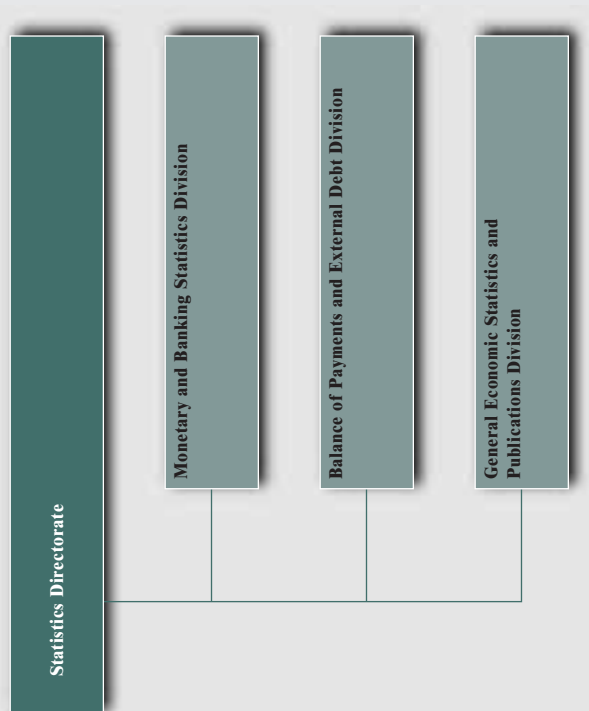 Statistics Directorate
Monetary and Banking Statistics Division
Balance of Payments and External Debt Division
General Economic Statistics and
Publications Division